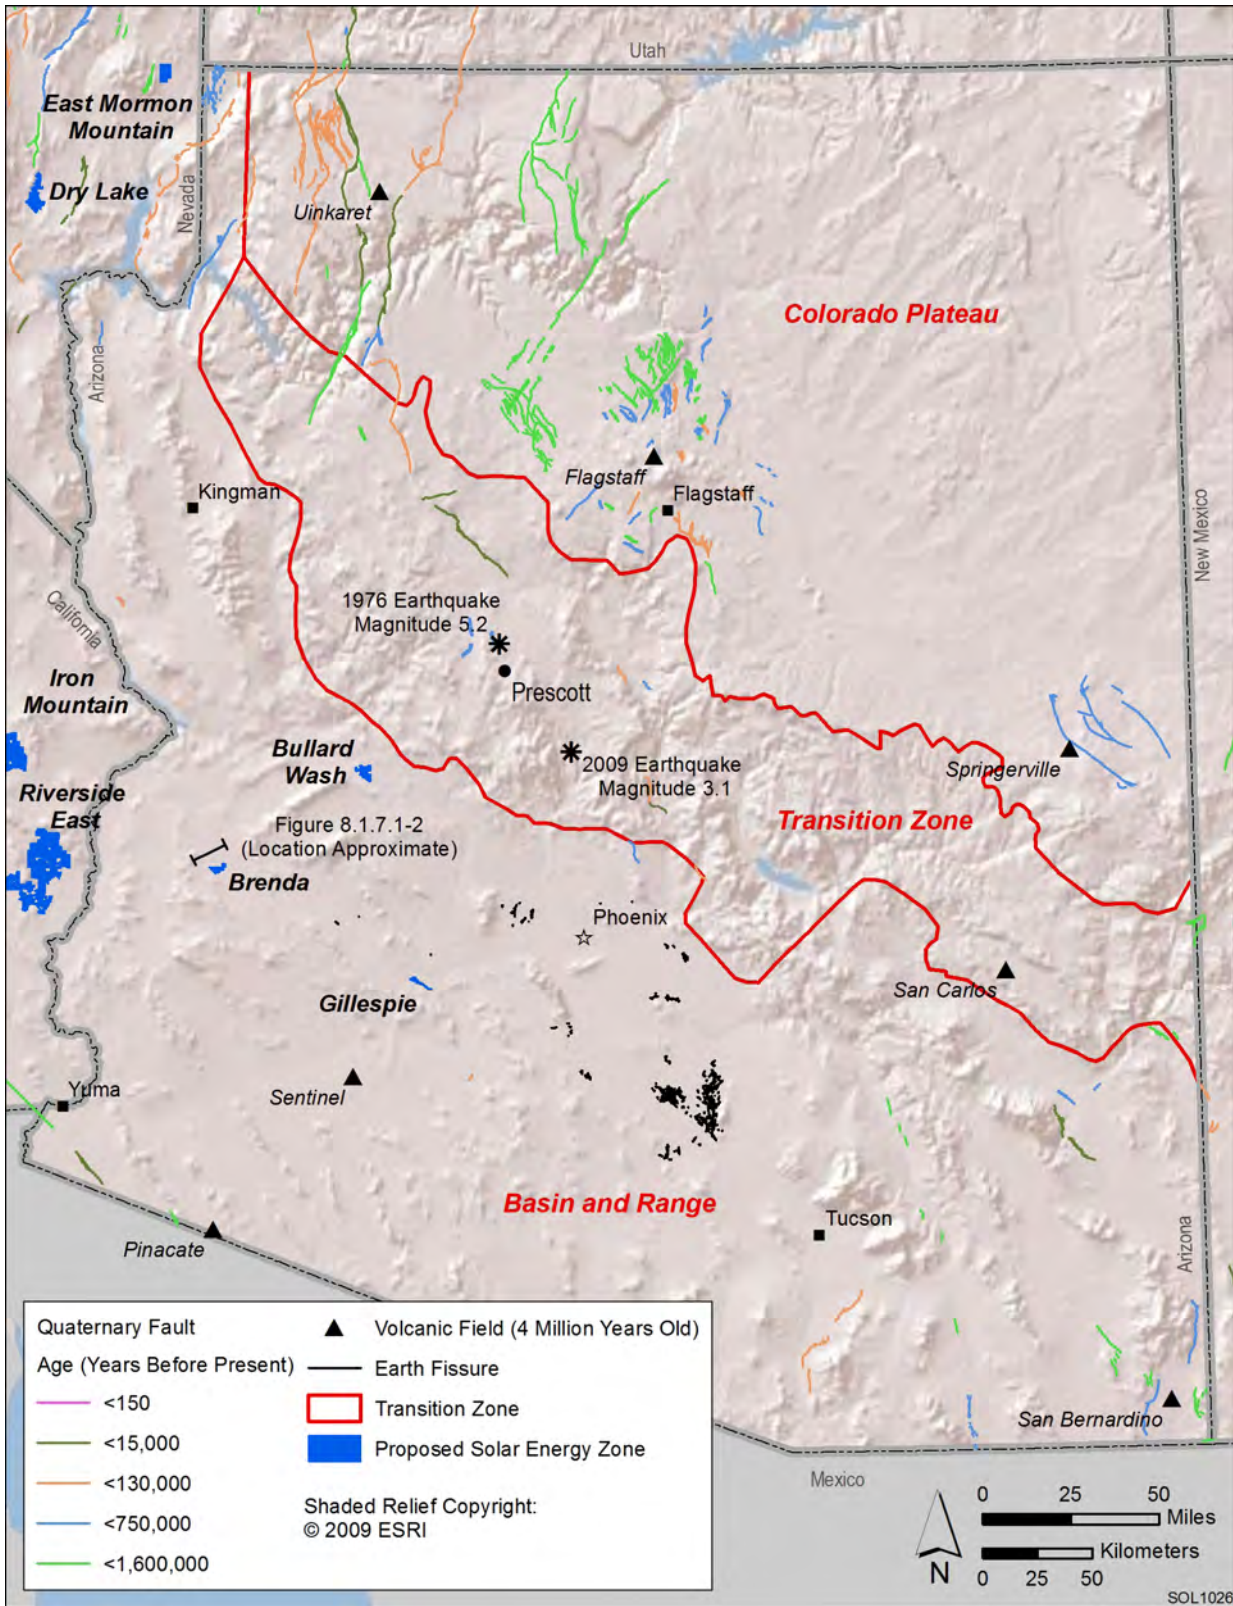 Utah
East Mormon
Mountain
Dry Lake
Nevada
Uinkaret
Colorado Plateau
Arizona
Flagstaff
Kingman
Flagstaff
New Mexico
California
1976 Earthquake
Magnitude 5.2
Prescott
Iron
Mountain
Bullard
Wash
2009 Earthquake
Magnitude 3.1
Springerville
Riverside
East
Transition Zone
Figure 8.1.7.1-2
(Location Approximate)
Brenda
Phoenix
San Carlos
Gillespie
Sentinel
Yuma
Basin and Range
Tucson
Arizona
Pinacate
San Bernardino
Mexico
Quaternary Fault
Age (Years Before Present)
<150
<15,000
<130,000
<750,000
<1,600,000
Volcanic Field (4 Million Years Old)
Earth Fissure
Transition Zone
Proposed Solar Energy Zone
Shaded Relief Copyright:
© 2009 ESRI
N
0 25 50
Miles
Kilometers
0 25 50
SOL1026